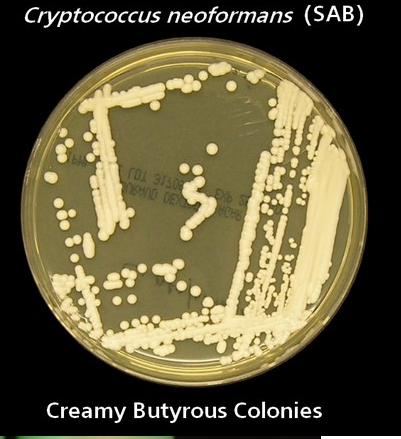 Cryptococcus neoformans (SAB)
Creamy Butyrous Colonies